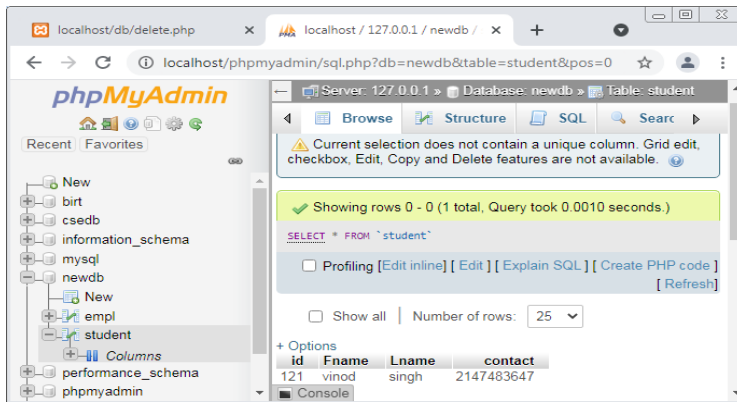 localhost/db/delete.php
localhost / 127.0.0.1 / newdb /
localhost/phpmyadmin/sql.php?db=newdb&table=student&pos=0
phpMyAdmin
Recent Favorites
New
birt
csedb
information_schema
mysql
newdb
New
empl
student
Columns
performance_schema
phpmyadmin
Server: 127.0.0.1 » Database: newdb » Table: student
Browse Structure SQL Searc
Current selection does not contain a unique column. Grid edit,
checkbox, Edit, Copy and Delete features are not available.
Showing rows 0 - 0 (1 total, Query took 0.0010 seconds.)
SELECT * FROM `student`
Profiling [Edit inline] [ Edit ] [ Explain SQL ] [ Create PHP code ]
[ Refresh]
Show all | Number of rows: 25
+ Options
id Fname Lname contact
121 vinod singh 2147483647
Console